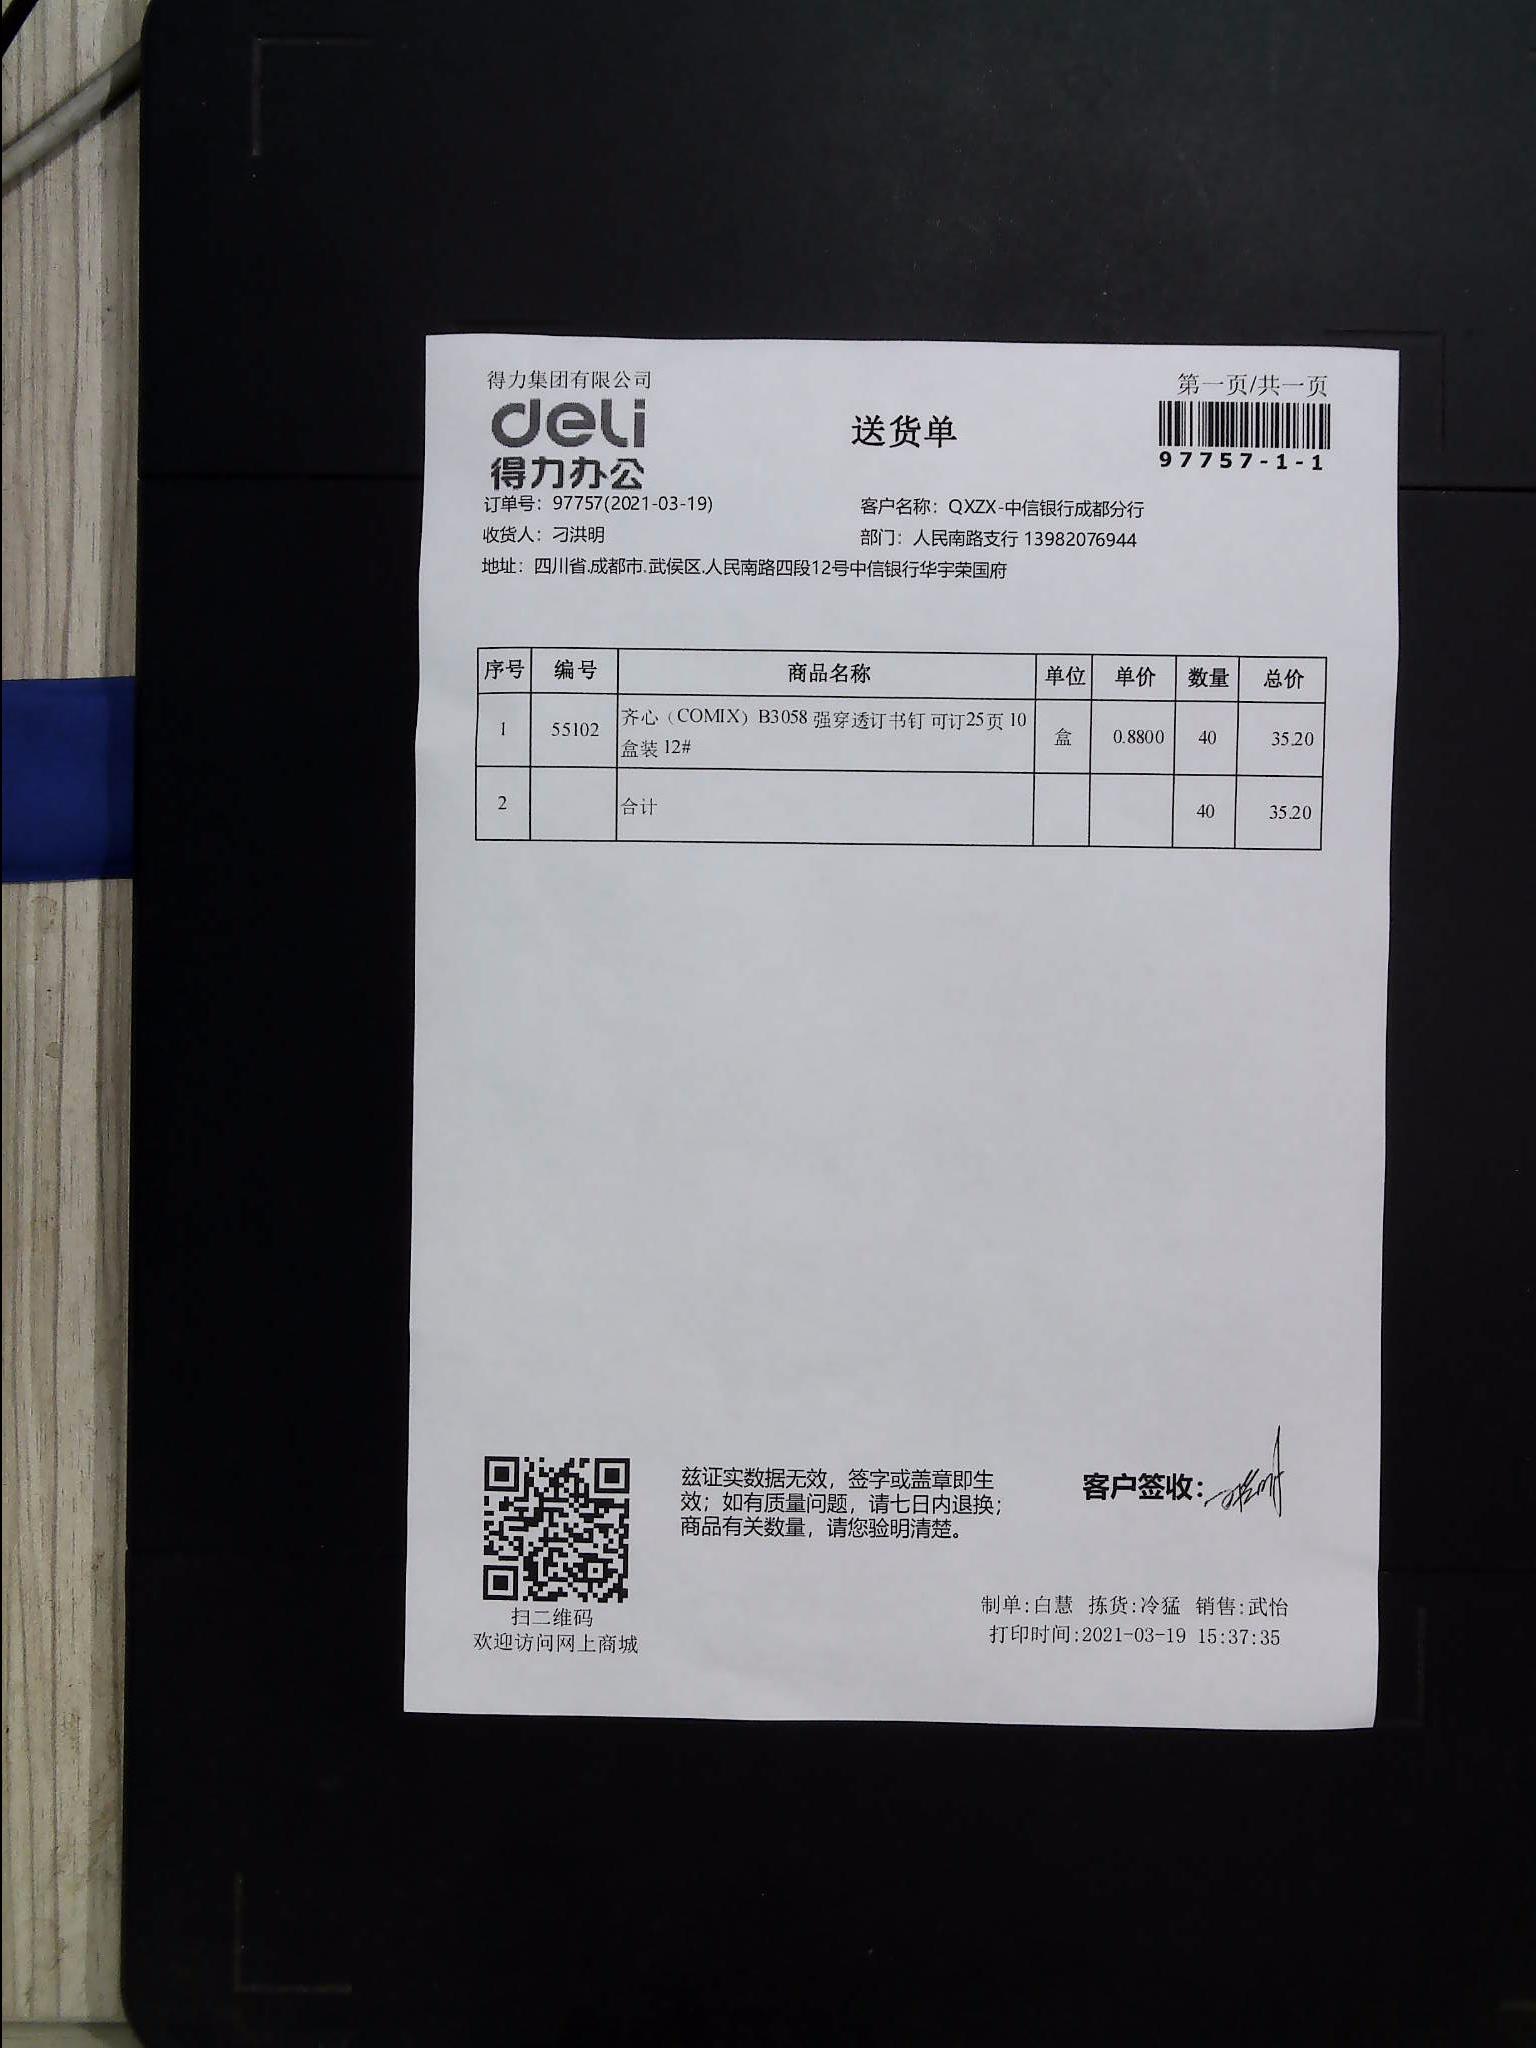 得力集团有限公司
第一页/共一页
deli
得力办公
送货单
97757-1-1
订单号：97757(2021-03-19)
客户名称：QXZX-中信银行成都分行
收货人：刁洪明
部门：人民南路支行 13982076944
地址：四川省.成都市.武侯区.人民南路四段12号中信银行华宇荣国府
序号 编号 商品名称 单位 单价 数量 总价
1 55102 齐心（COMIX）B3058 强穿透订书钉 可订25页 10
盒装 12# 盒 0.8800 40 35.20
2 合计 40 35.20
兹证实数据无效，签字或盖章即生
效；如有质量问题，请七日内退换；
商品有关数量，请您验明清楚。
客户签收：
扫二维码
欢迎访问网上商城
制单:白慧 拣货:冷猛 销售:武怡
打印时间:2021-03-19 15:37:35